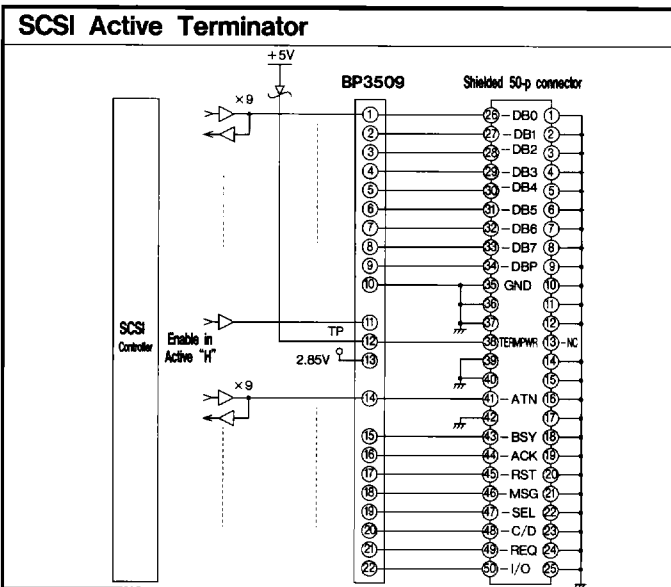 SCSI Active Terminator
+5V
BP3509
Shielded 50-p connector
×9
1 26 -DB0 1
2 27 -DB1 2
3 28 -DB2 3
4 29 -DB3 4
5 30 -DB4 5
6 31 -DB5 6
7 32 -DB6 7
8 33 -DB7 8
9 34 -DBP 9
10 35 GND 10
36 11
SCSI
Controller
Enable in
Active "H"
11 37 12
TP
12 38 TERMPWR 13 -NC
2.85V 13 39 14
40 15
×9
14 41 -ATN 16
42 17
15 43 -BSY 18
16 44 -ACK 19
17 45 -RST 20
18 46 -MSG 21
19 47 -SEL 22
20 48 -C/D 23
21 49 -REQ 24
22 50 -I/O 25